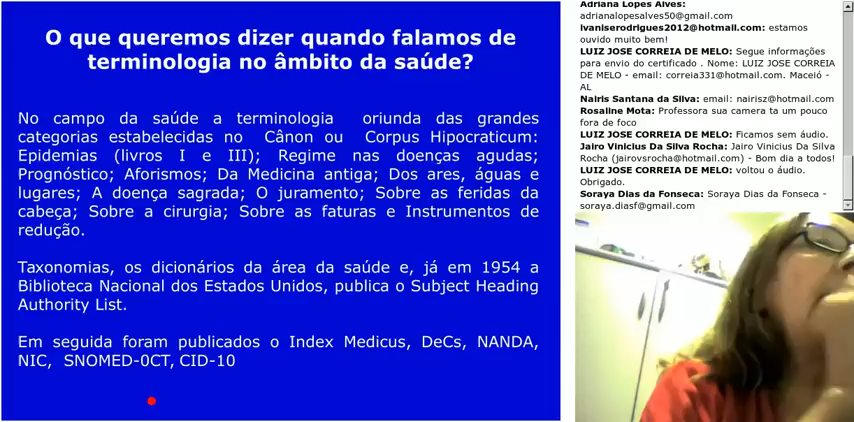 O que queremos dizer quando falamos de
terminologia no âmbito da saúde?
No campo da saúde a terminologia oriunda das grandes
categorias estabelecidas no Cânon ou Corpus Hipocraticum:
Epidemias (livros I e III); Regime nas doenças agudas;
Prognóstico; Aforismos; Da Medicina antiga; Dos ares, águas e
lugares; A doença sagrada; O juramento; Sobre as feridas da
cabeça; Sobre a cirurgia; Sobre as faturas e Instrumentos de
redução.
Taxonomias, os dicionários da área da saúde e, já em 1954 a
Biblioteca Nacional dos Estados Unidos, publica o Subject Heading
Authority List.
Em seguida foram publicados o Index Medicus, DeCs, NANDA,
NIC, SNOMED-0CT, CID-10
Adriana Lopes Alves:
adrianalopesalves50@gmail.com
ivaniserodrigues2012@hotmail.com: estamos
ouvido muito bem!
LUIZ JOSE CORREIA DE MELO: Segue informações
para envio do certificado . Nome: LUIZ JOSE CORREIA
DE MELO - email: correia331@hotmail.com. Maceió -
AL
Nairis Santana da Silva: email: nairisz@hotmail.com
Rosaline Mota: Professora sua camera ta um pouco
fora de foco
LUIZ JOSE CORREIA DE MELO: Ficamos sem áudio.
Jairo Vinicius Da Silva Rocha: Jairo Vinicius Da Silva
Rocha (jairovsrocha@hotmail.com) - Bom dia a todos!
LUIZ JOSE CORREIA DE MELO: voltou o áudio.
Obrigado.
Soraya Dias da Fonseca: Soraya Dias da Fonseca -
soraya.diasf@gmail.com